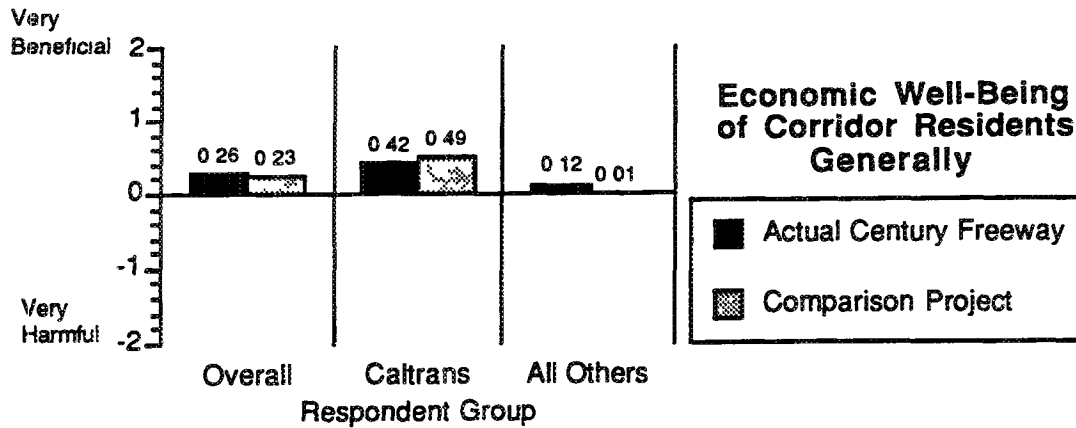 Very
Beneficial
2
1
0
-1
Very
Harmful
-2
0 26
0 23
0 42
0 49
0 12
0 01
Overall
Caltrans
All Others
Respondent Group
Economic Well-Being
of Corridor Residents
Generally
Actual Century Freeway
Comparison Project